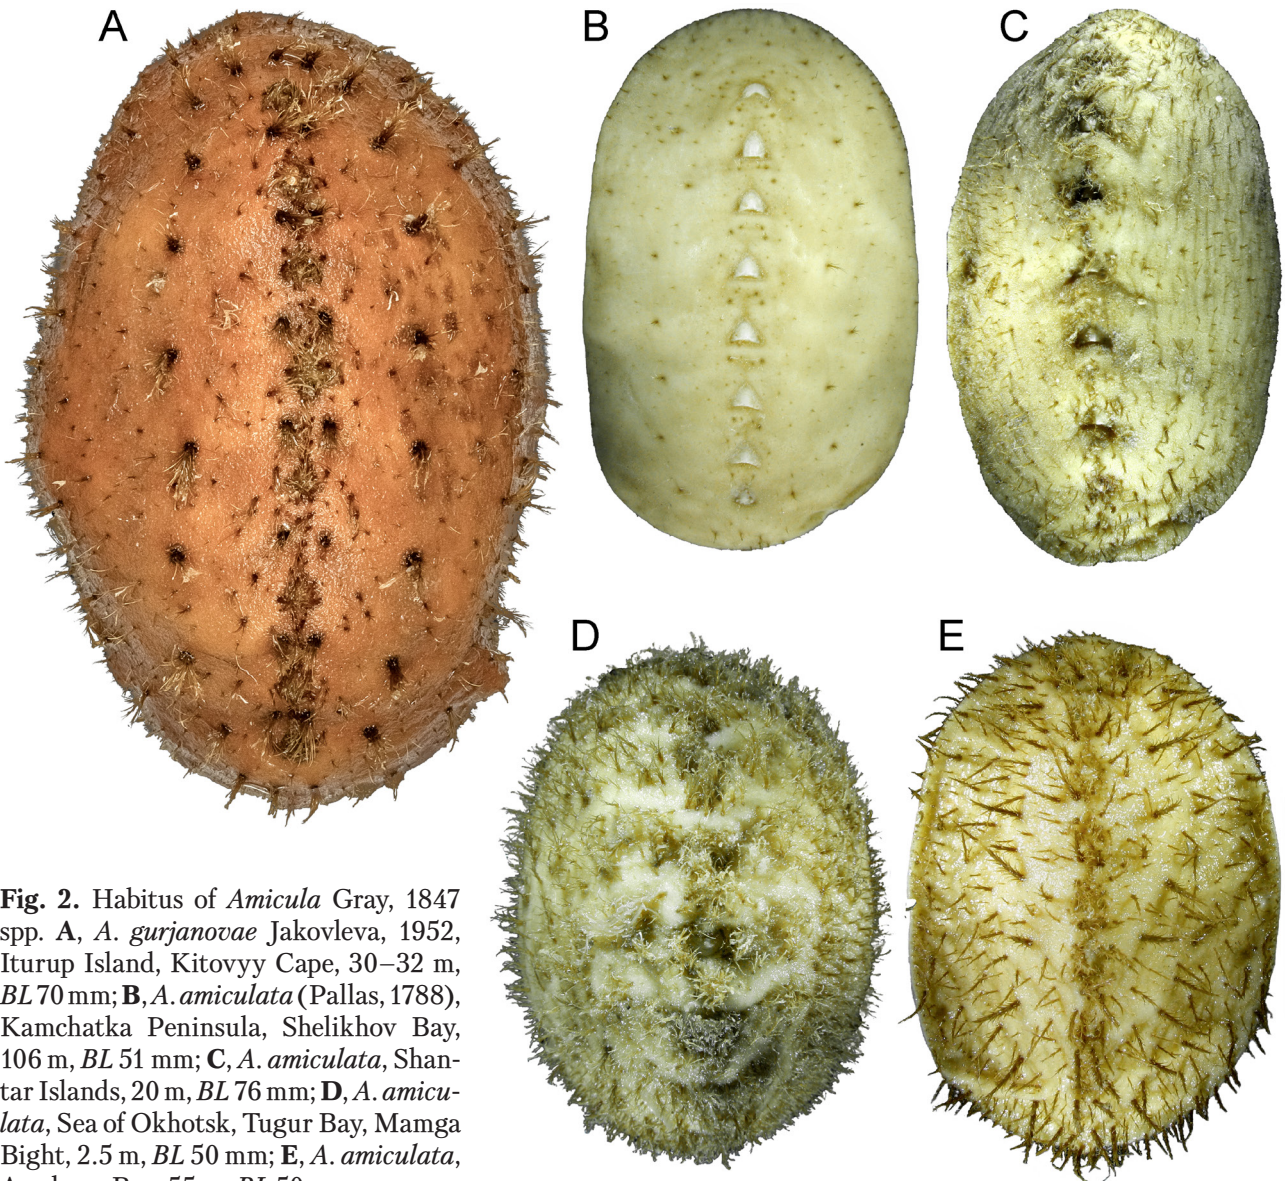 A
B
C
D
E
Fig. 2. Habitus of Amicula Gray, 1847
spp. A, A. gurjanovae Jakovleva, 1952,
Iturup Island, Kitovyy Cape, 30–32 m,
BL 70 mm; B, A. amiculata (Pallas, 1788),
Kamchatka Peninsula, Shelikhov Bay,
106 m, BL 51 mm; C, A. amiculata, Shan-
tar Islands, 20 m, BL 76 mm; D, A. amicu-
lata, Sea of Okhotsk, Tugur Bay, Mamga
Bight, 2.5 m, BL 50 mm; E, A. amiculata,